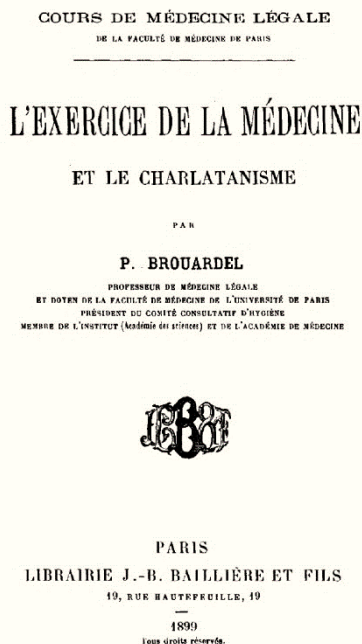 COURS DE MÉDECINE LÉGALE
DE LA FACULTÉ DE MÉDECINE DE PARIS
L'EXERCICE DE LA MÉDECINE
ET LE CHARLATANISME
PAR
P. BROUARDEL
PROFESSEUR DE MÉDECINE LÉGALE
ET DOYEN DE LA FACULTÉ DE MÉDECINE DE L'UNIVERSITÉ DE PARIS
PRÉSIDENT DU COMITÉ CONSULTATIF D'HYGIÈNE
MEMBRE DE L'INSTITUT (Académie des sciences) ET DE L'ACADÉMIE DE MÉDECINE
PARIS
LIBRAIRIE J.-B. BAILLIÈRE ET FILS
19, RUE HAUTEFEUILLE, 19
1899
Tous droits réservés.